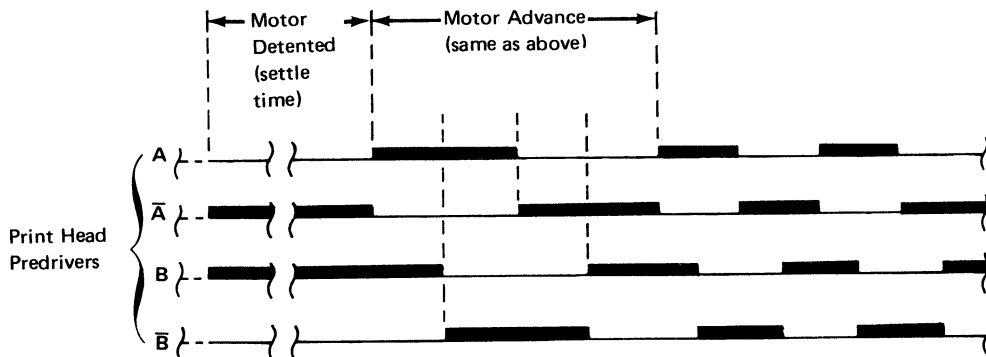 Motor
Detented
(settle
time)
Motor Advance
(same as above)
A
A̅
B
B̅
Print Head
Predrivers